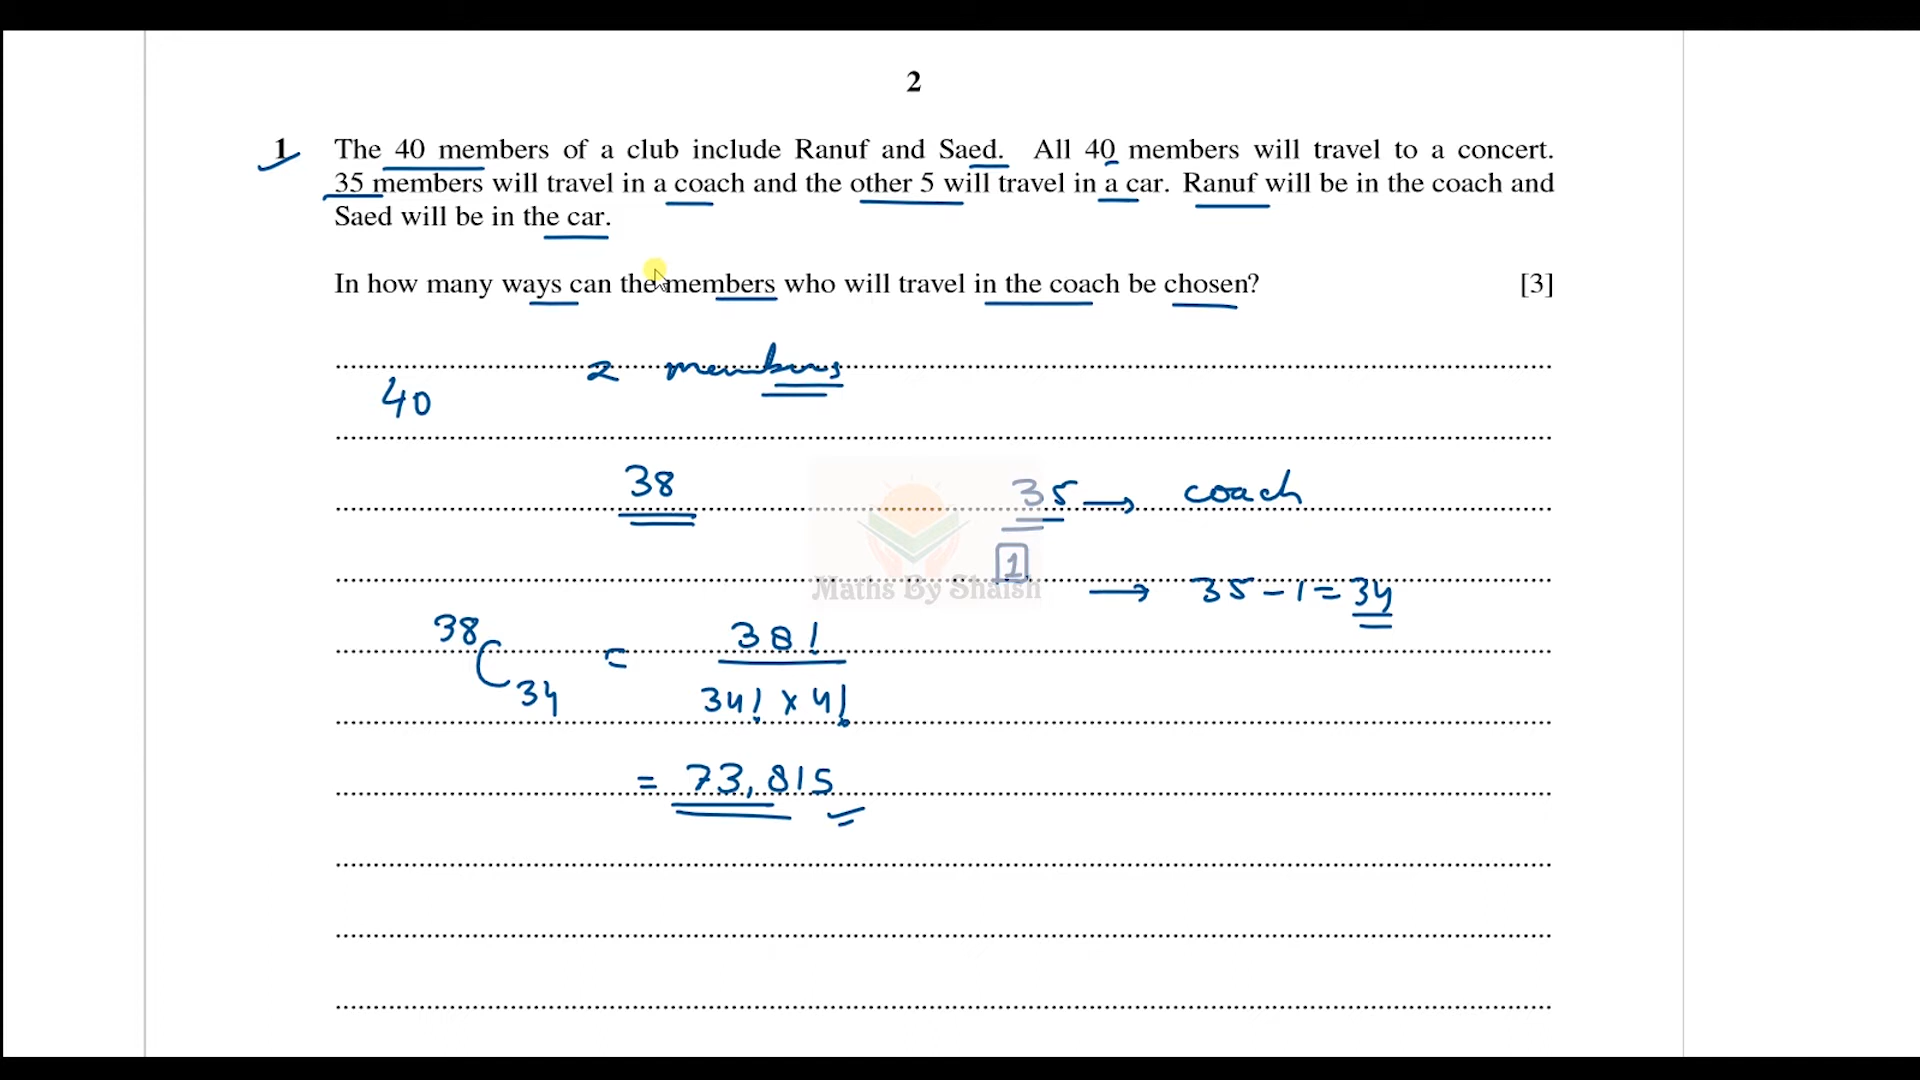 2
1 The 40 members of a club include Ranuf and Saed. All 40 members will travel to a concert.
35 members will travel in a coach and the other 5 will travel in a car. Ranuf will be in the coach and
Saed will be in the car.
In how many ways can the members who will travel in the coach be chosen? [3]
2 members
40
38 35 → coach
1
Maths By Shaish
→ 35 - 1 = 34
38C34 = 38! / 34! × 4!
= 73,815